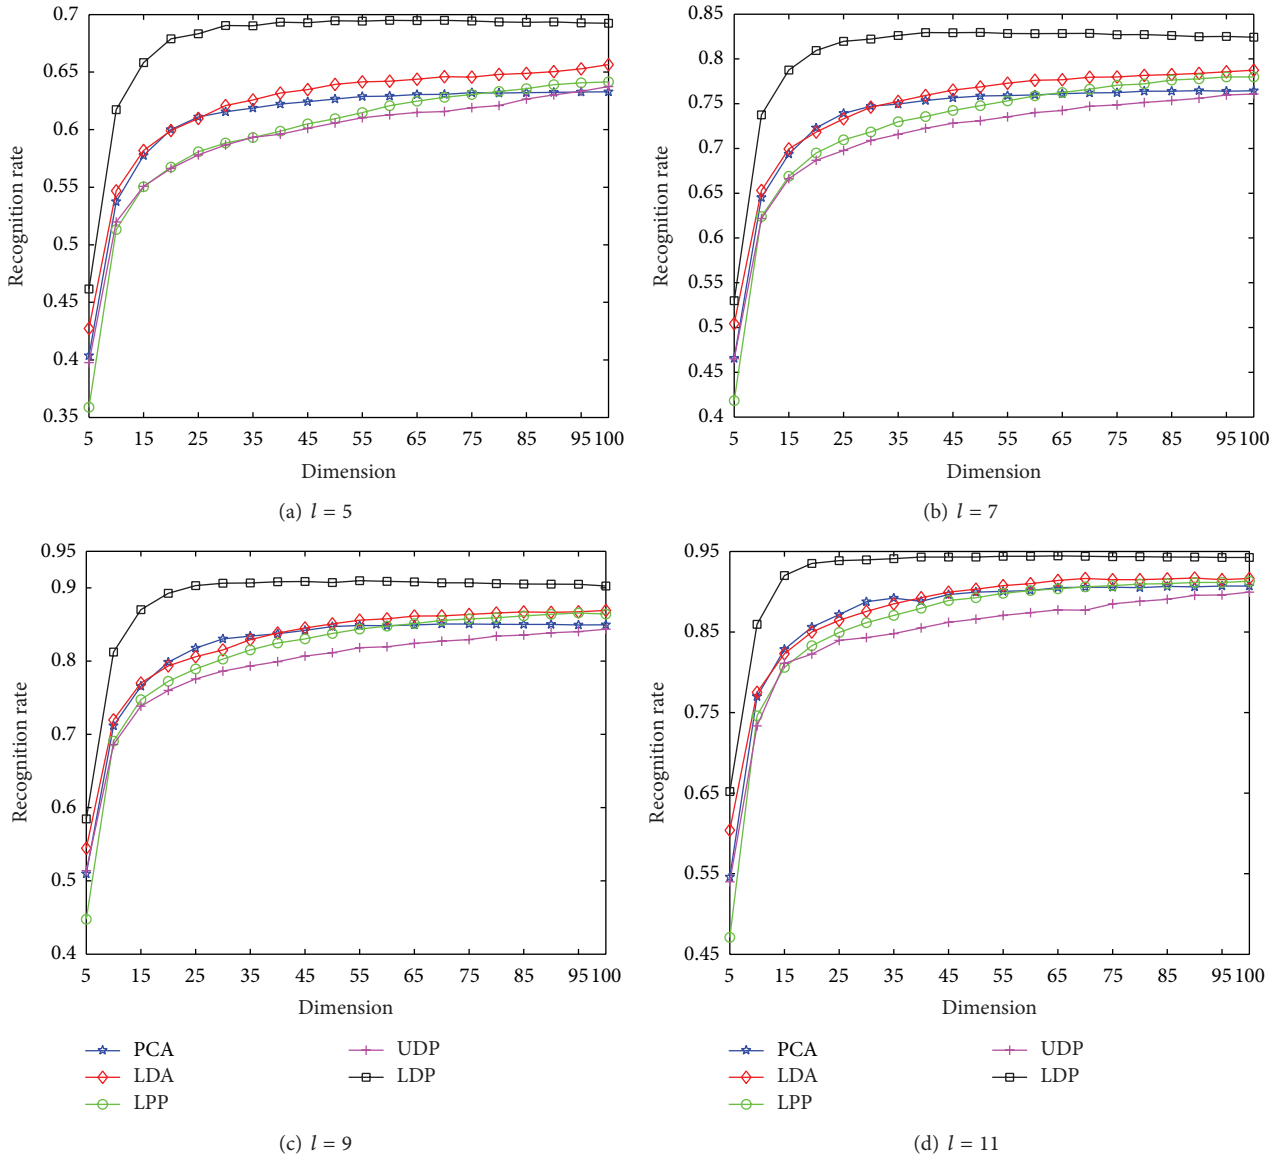 0.7
0.65
0.6
0.55
0.5
0.45
0.4
0.35
Recognition rate
5 15 25 35 45 55 65 75 85 95 100
Dimension
(a) l = 5
0.85
0.8
0.75
0.7
0.65
0.6
0.55
0.5
0.45
0.4
Recognition rate
5 15 25 35 45 55 65 75 85 95 100
Dimension
(b) l = 7
0.95
0.9
0.8
0.7
0.6
0.5
0.4
Recognition rate
5 15 25 35 45 55 65 75 85 95 100
Dimension
PCA
LDA
LPP
UDP
LDP
(c) l = 9
0.95
0.85
0.75
0.65
0.55
0.45
Recognition rate
5 15 25 35 45 55 65 75 85 95 100
Dimension
PCA
LDA
LPP
UDP
LDP
(d) l = 11